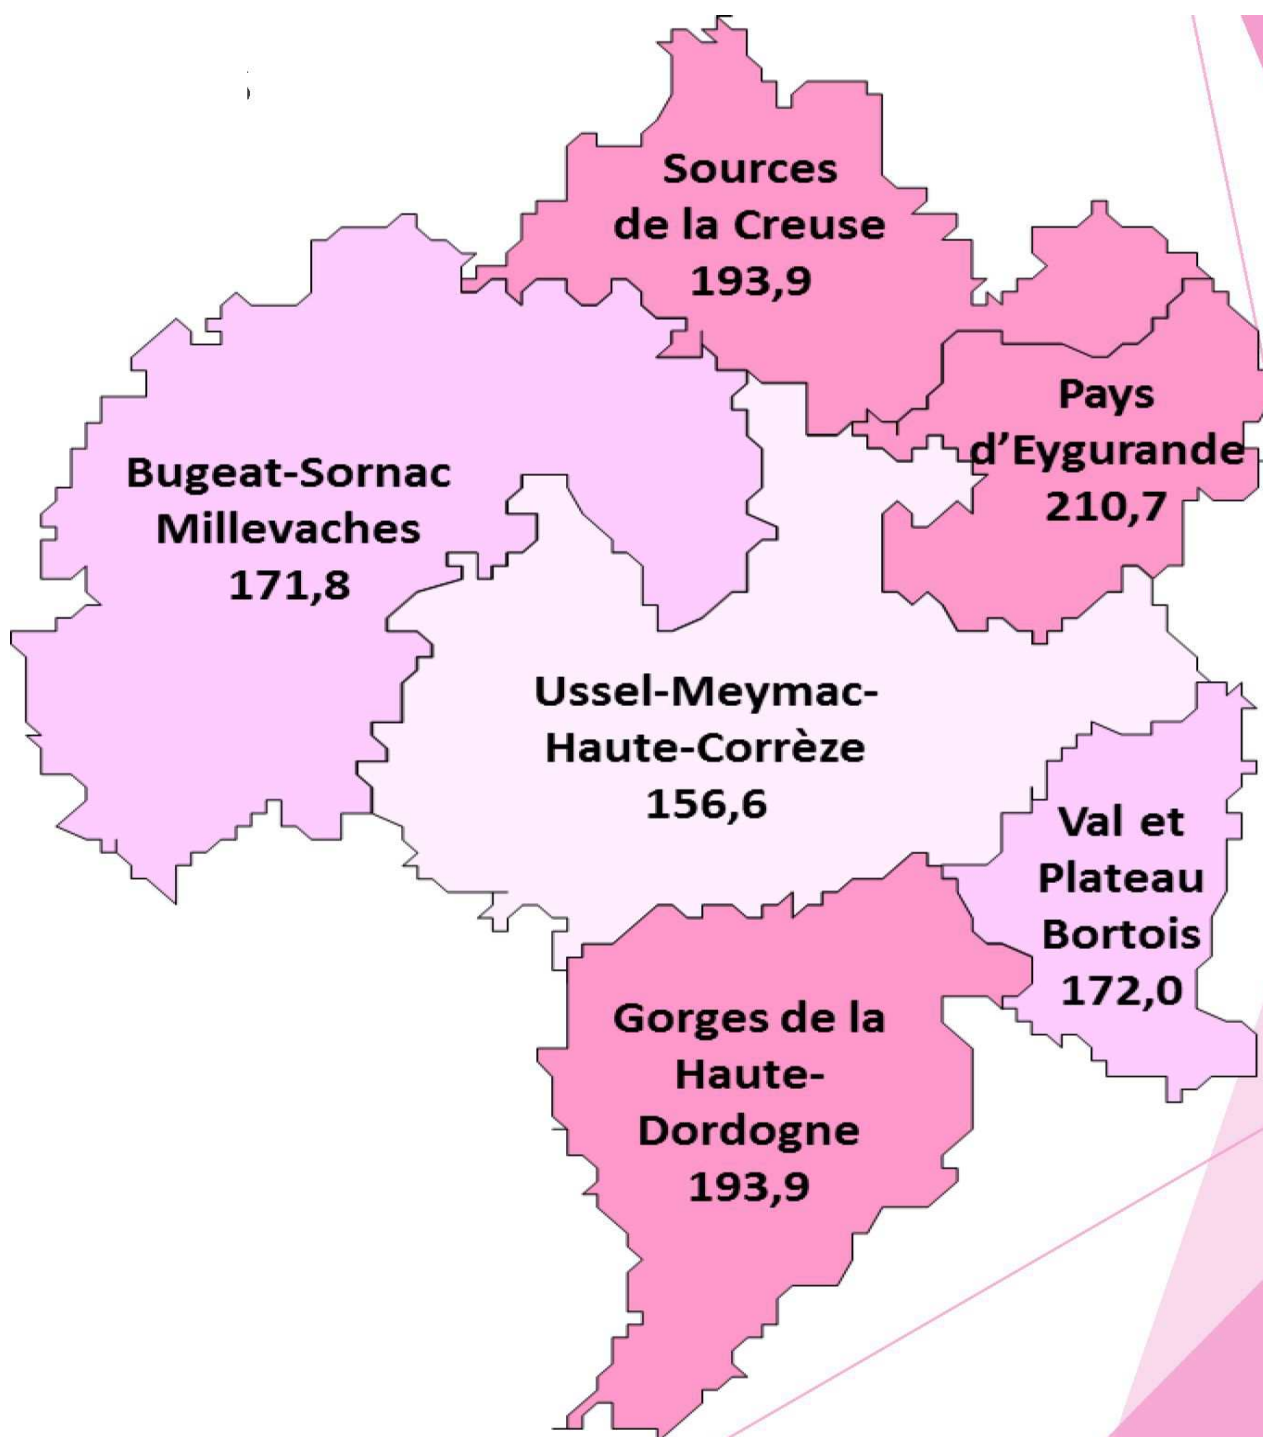 Sources
de la Creuse
193,9
Pays
d’Eygurande
210,7
Bugeat-Sornac
Millevaches
171,8
Ussel-Meymac-
Haute-Corrèze
156,6
Val et
Plateau
Bortois
172,0
Gorges de la
Haute-
Dordogne
193,9